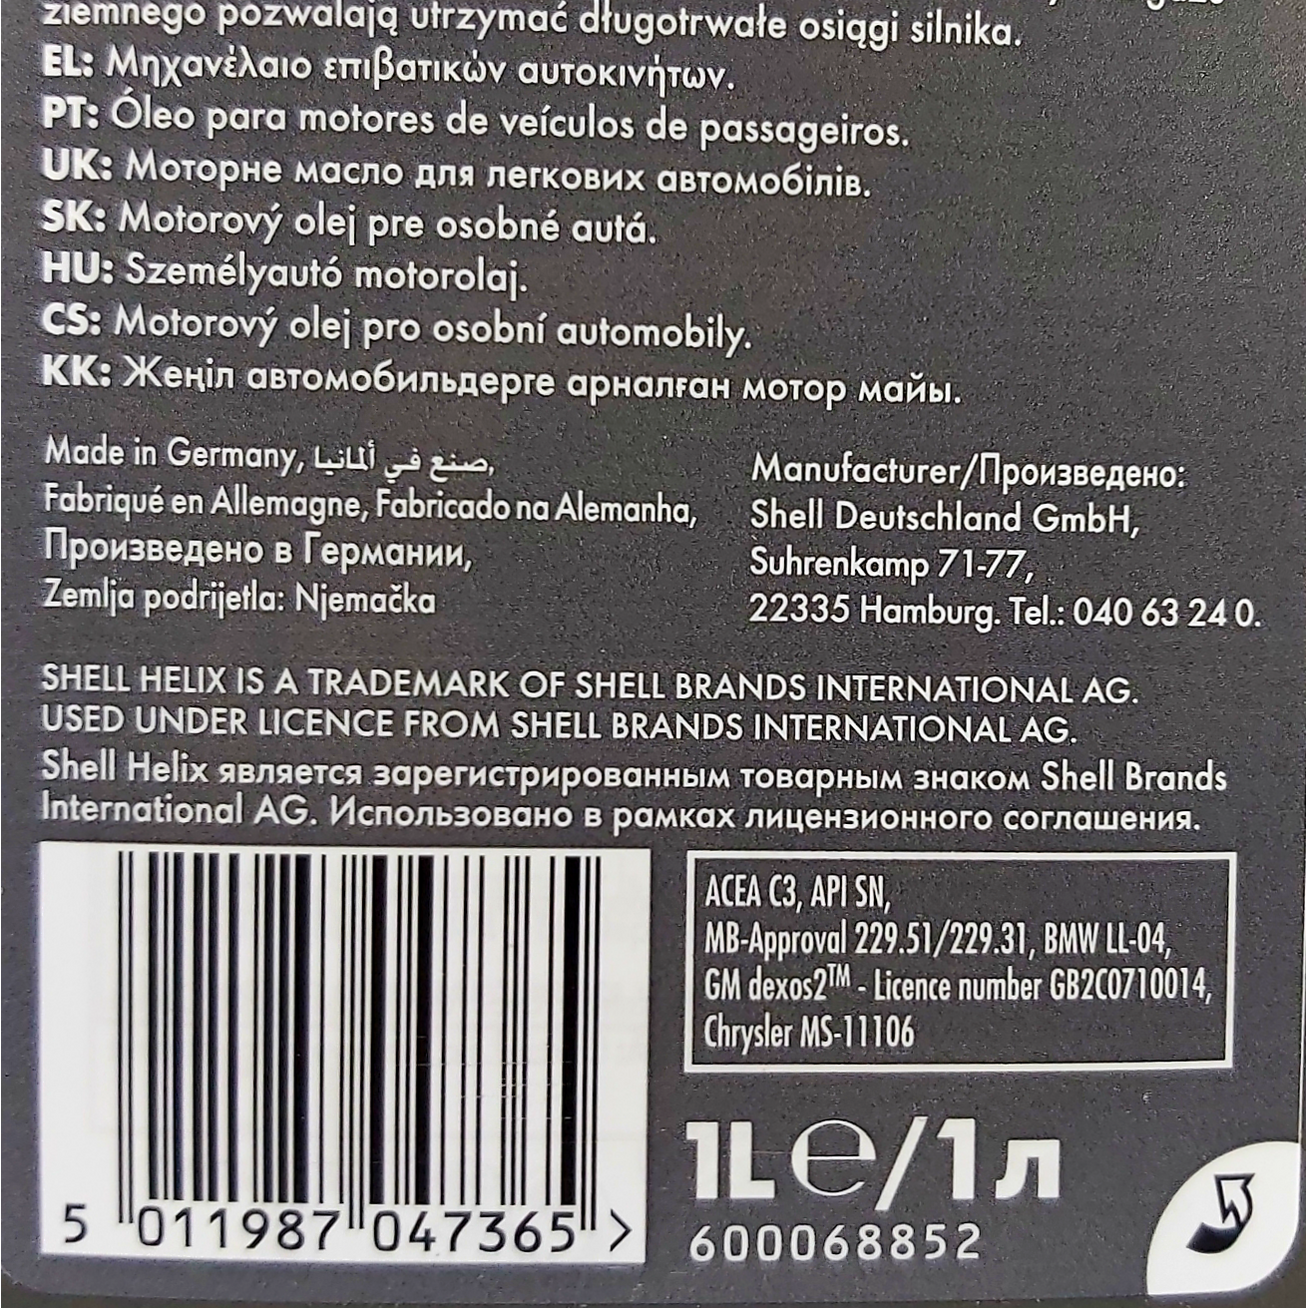 ziemnego pozwalają utrzymać długotrwałe osiągi silnika.
EL: Μηχανέλαιο επιβατικών αυτοκινήτων.
PT: Óleo para motores de veículos de passageiros.
UK: Моторне масло для легкових автомобілів.
SK: Motorový olej pre osobné autá.
HU: Személyautó motorolaj.
CS: Motorový olej pro osobní automobily.
KK: Жеңіл автомобильдерге арналған мотор майы.
Made in Germany, صنع في ألمانيا,
Fabriqué en Allemagne, Fabricado na Alemanha,
Произведено в Германии,
Zemlja podrijetla: Njemačka
Manufacturer/Произведено:
Shell Deutschland GmbH,
Suhrenkamp 71-77,
22335 Hamburg. Tel.: 040 63 24 0.
SHELL HELIX IS A TRADEMARK OF SHELL BRANDS INTERNATIONAL AG.
USED UNDER LICENCE FROM SHELL BRANDS INTERNATIONAL AG.
Shell Helix является зарегистрированным товарным знаком Shell Brands
International AG. Использовано в рамках лицензионного соглашения.
5 011987 047365 >
ACEA C3, API SN,
MB-Approval 229.51/229.31, BMW LL-04,
GM dexos2™ - Licence number GB2C0710014,
Chrysler MS-11106
1L℮/1л
600068852